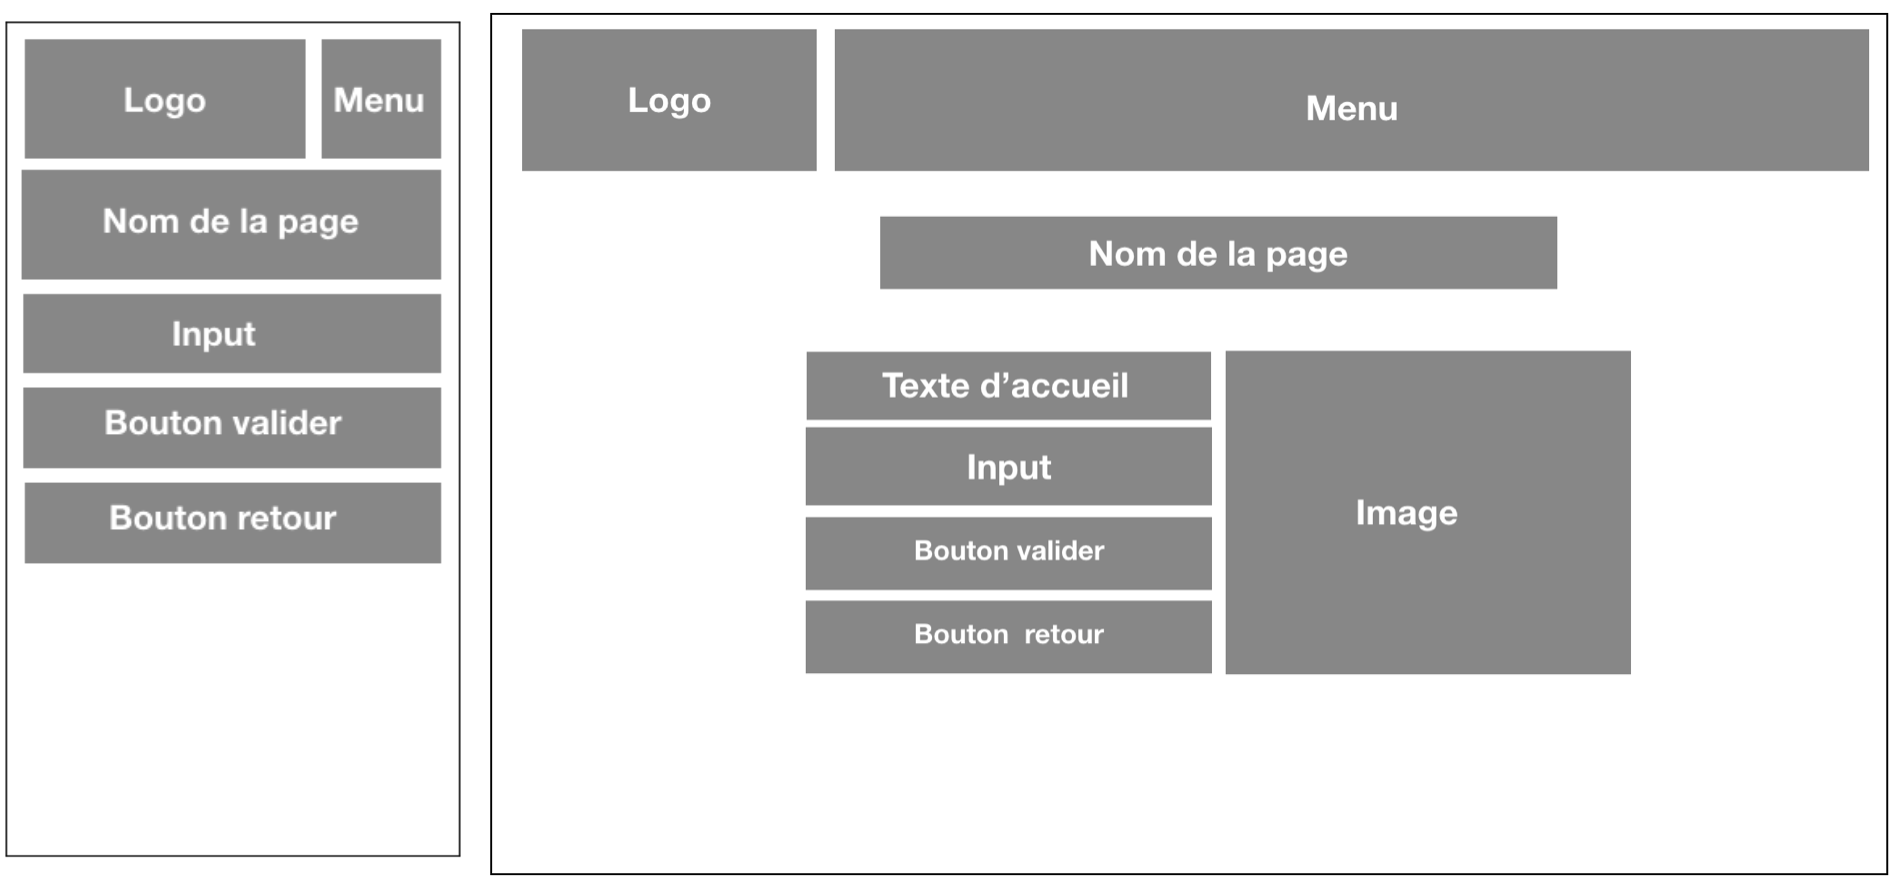 Logo
Menu
Nom de la page
Input
Bouton valider
Bouton retour
Logo
Menu
Nom de la page
Texte d’accueil
Input
Bouton valider
Bouton  retour
Image